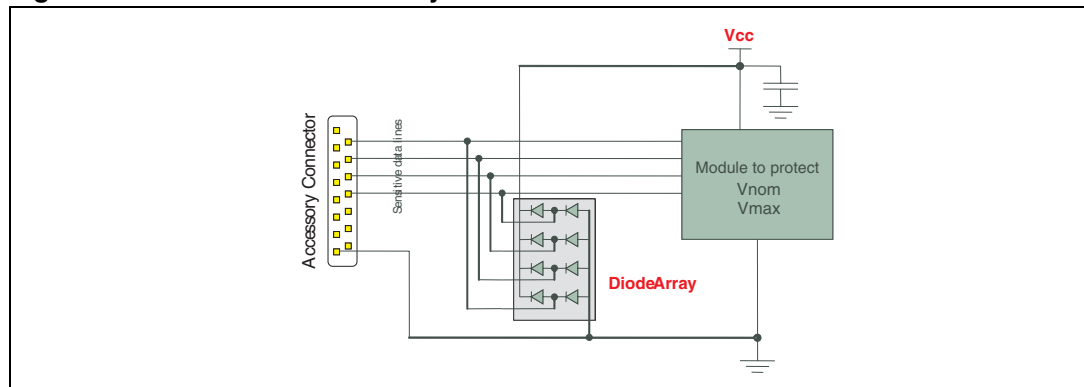 Vcc
Accessory Connector
Sensitive data lines
Module to protect
Vnom
Vmax
DiodeArray